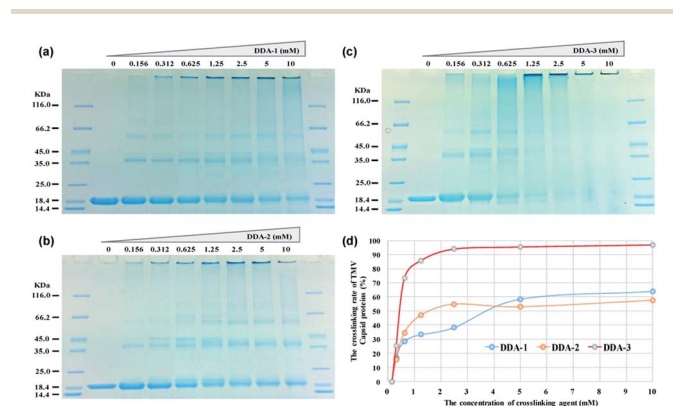 (a)
DDA-1 (mM)
0 0.156 0.312 0.625 1.25 2.5 5 10
KDa
116.0
66.2
45.0
35.0
25.0
18.4
14.4
(c)
DDA-3 (mM)
0 0.156 0.312 0.625 1.25 2.5 5 10
KDa
116.0
66.2
45.0
35.0
25.0
18.4
14.4
(b)
DDA-2 (mM)
0 0.156 0.312 0.625 1.25 2.5 5 10
KDa
116.0
66.2
45.0
35.0
25.0
18.4
14.4
(d)
The crosslinking rate of TMV
Capsid proteins (%)
100
90
80
70
60
50
40
30
20
10
0
DDA-1 DDA-2 DDA-3
0 1 2 3 4 5 6 7 8 9 10
The concentration of crosslinking agent (mM)